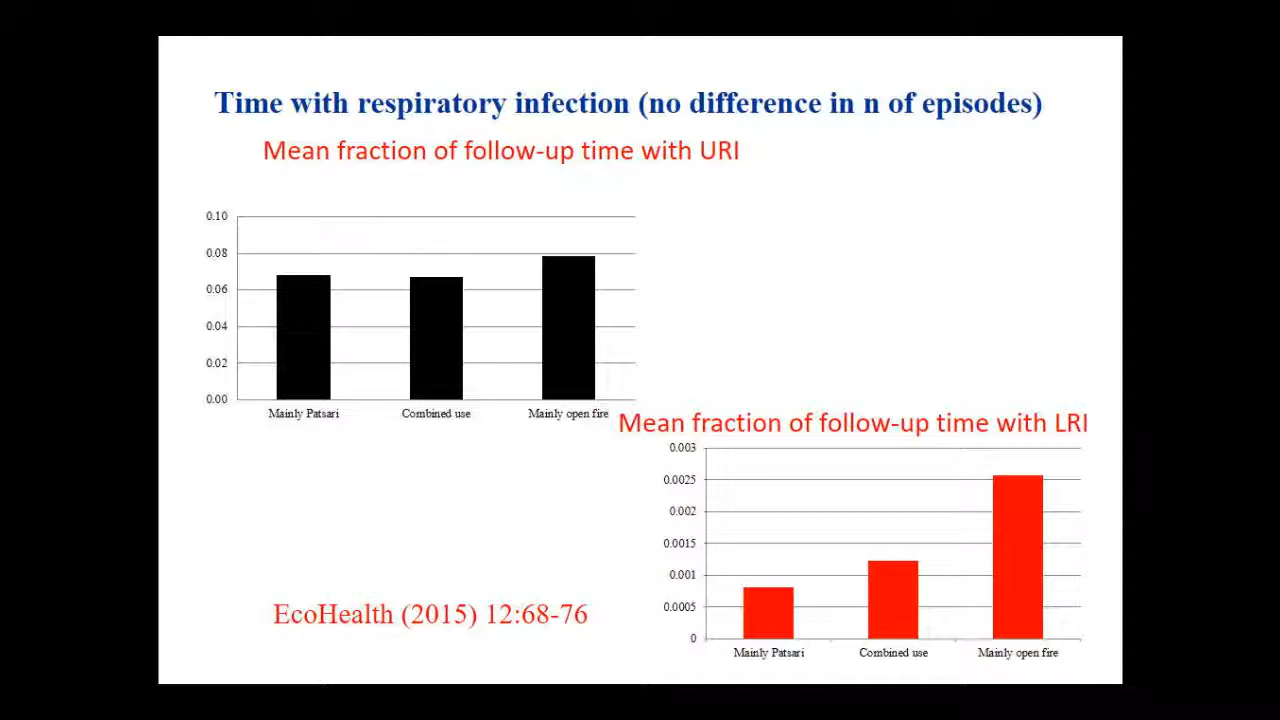 Time with respiratory infection (no difference in n of episodes)
Mean fraction of follow-up time with URI
0.10
0.08
0.06
0.04
0.02
0.00
Mainly Patsari Combined use Mainly open fire
Mean fraction of follow-up time with LRI
0.003
0.0025
0.002
0.0015
0.001
0.0005
0
Mainly Patsari Combined use Mainly open fire
EcoHealth (2015) 12:68-76